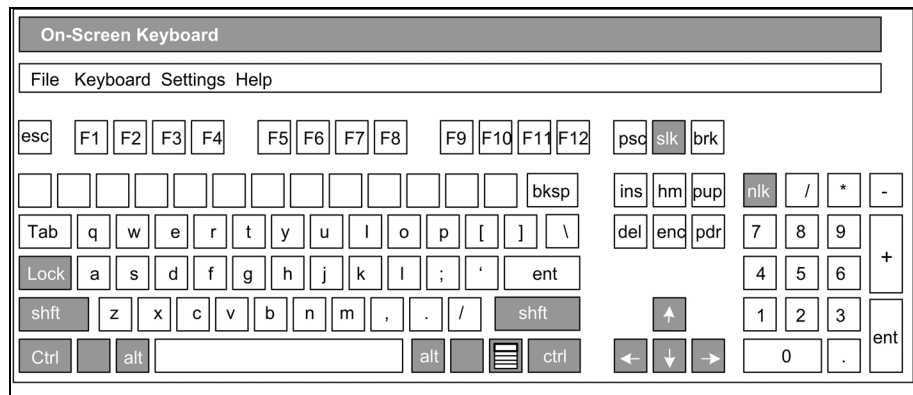 On-Screen Keyboard
File Keyboard Settings Help
esc F1 F2 F3 F4 F5 F6 F7 F8 F9 F10 F11 F12 psc slk brk
bksp ins hm pup nlk / * -
Tab q w e r t y u I o p [ ] \ del enc pdr 7 8 9 +
Lock a s d f g h j k l ; ‘ ent 4 5 6
shft z x c v b n m , . / shft 1 2 3 ent
Ctrl alt alt ctrl 0 .